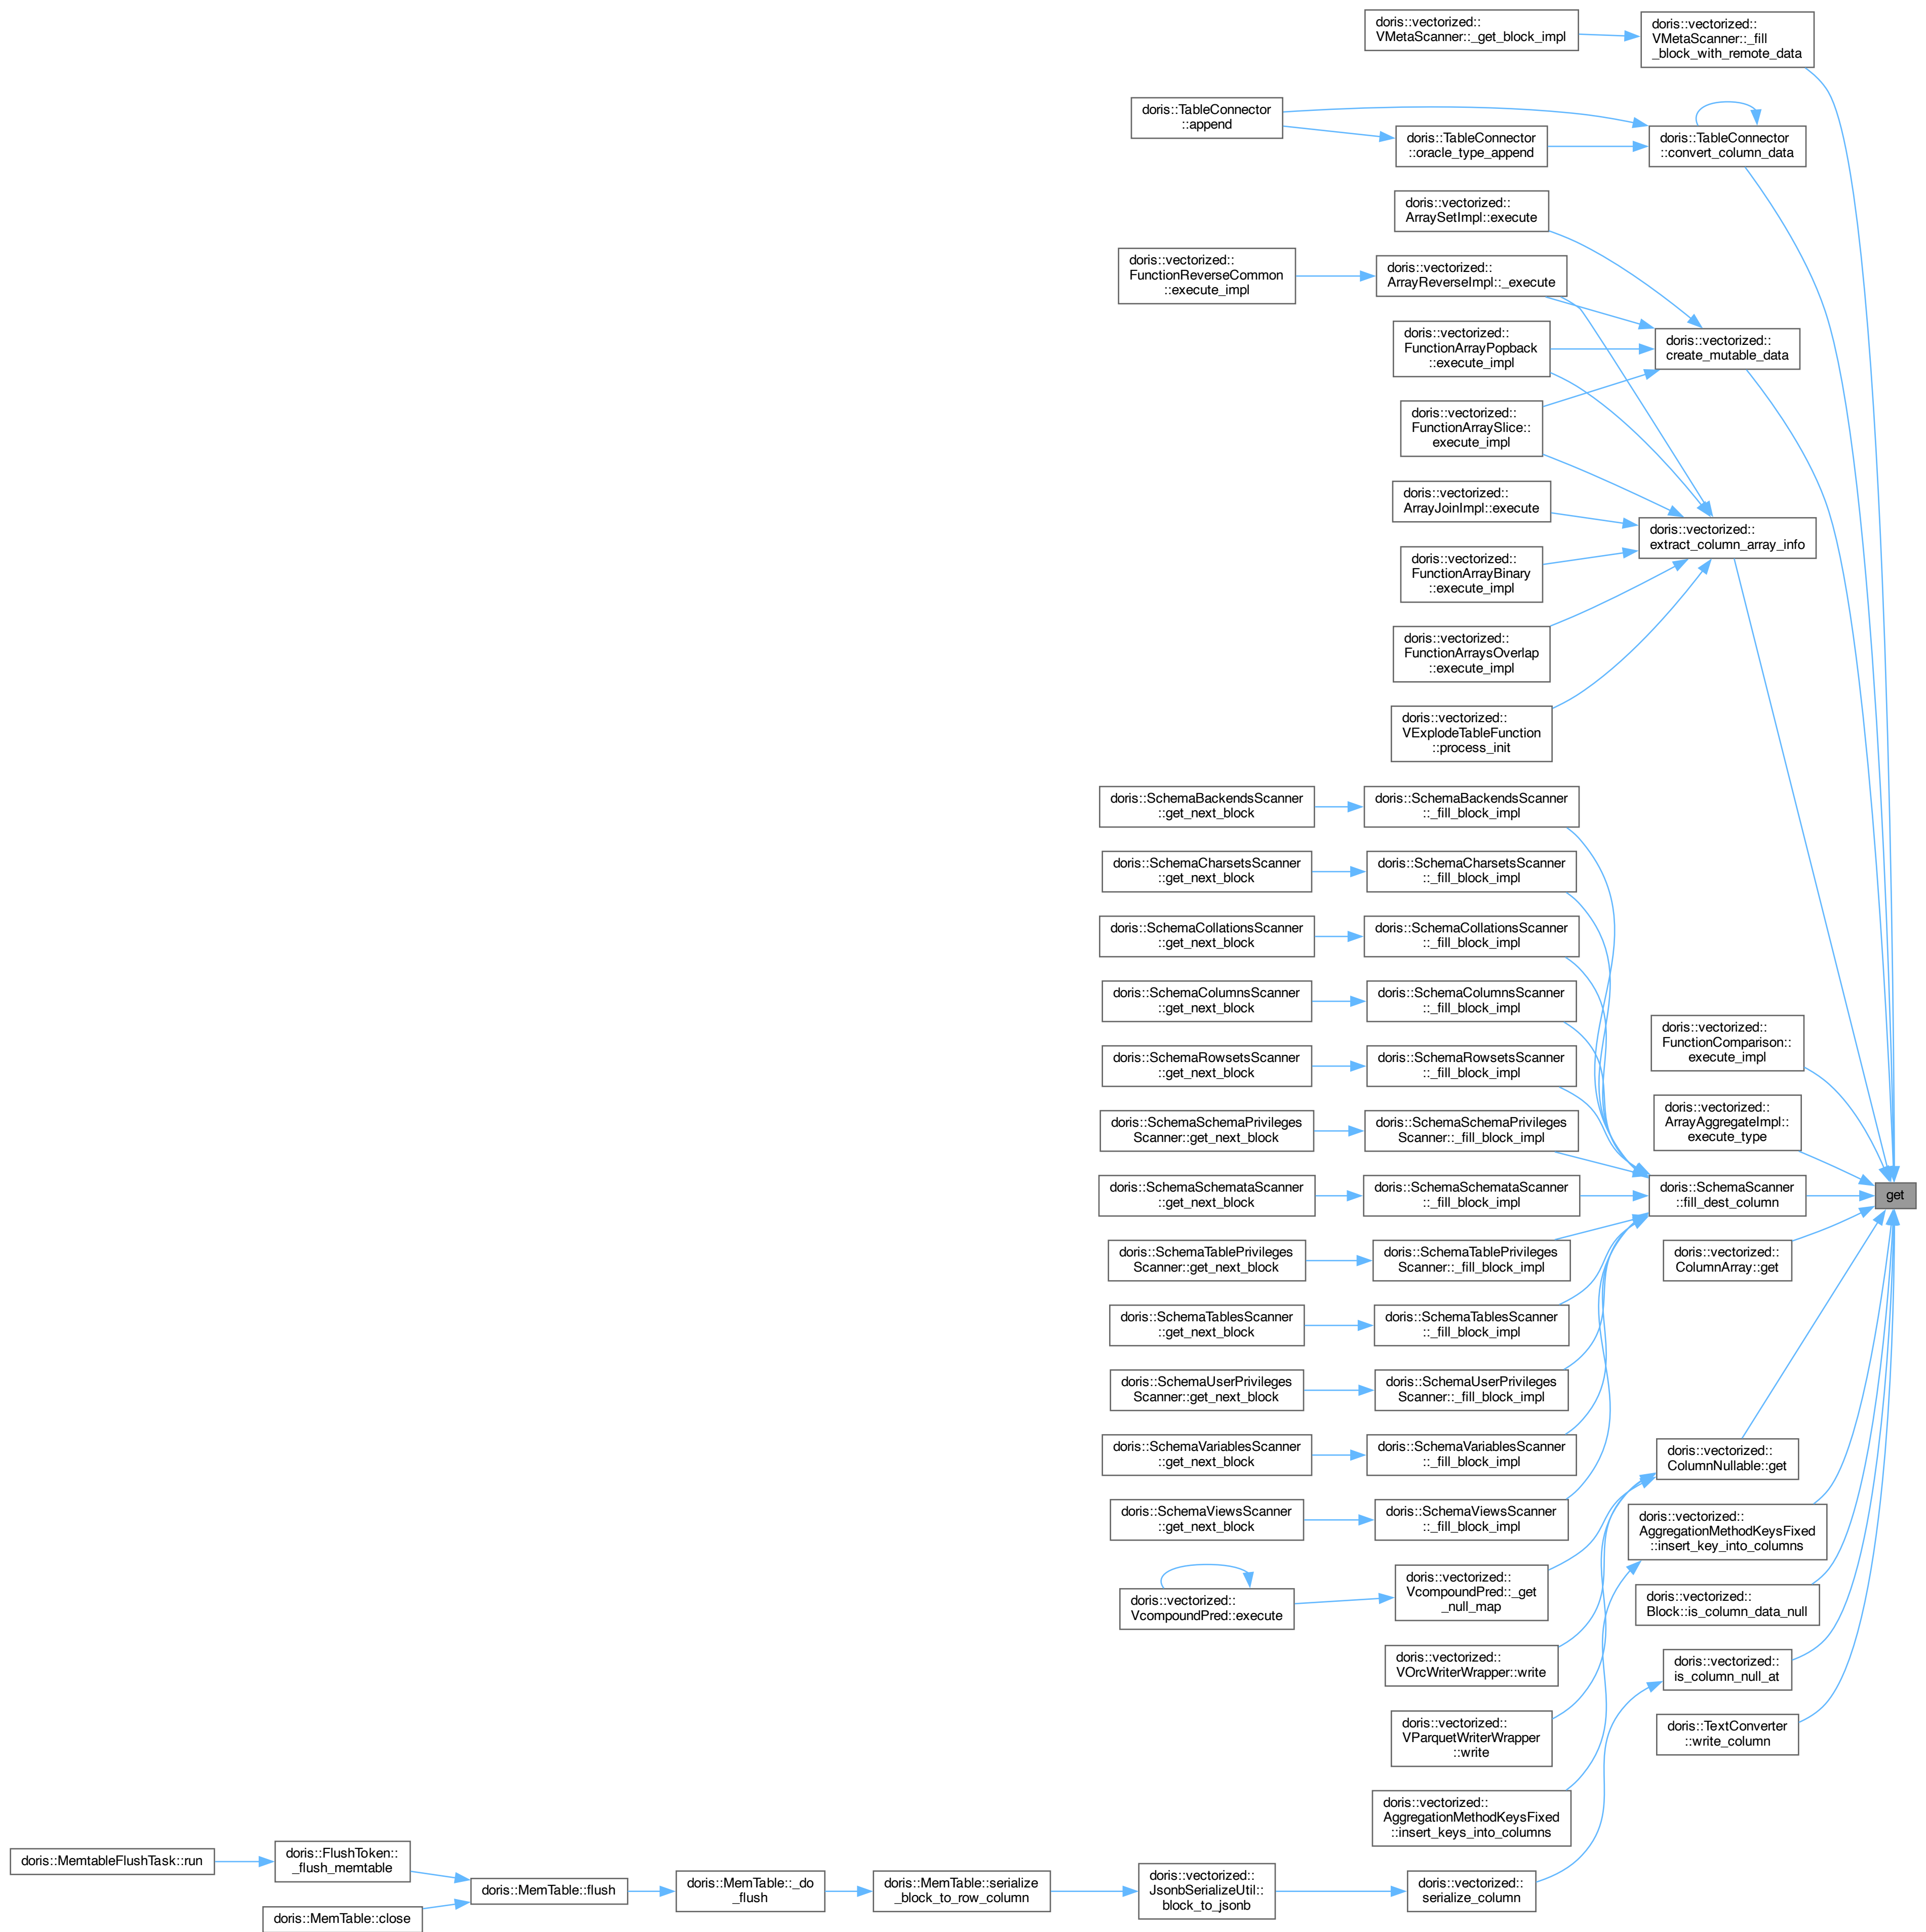 doris::vectorized::
VMetaScanner::_get_block_impl
doris::vectorized::
VMetaScanner::_fill
_block_with_remote_data
doris::TableConnector
::append
doris::TableConnector
::oracle_type_append
doris::TableConnector
::convert_column_data
doris::vectorized::
ArraySetImpl::execute
doris::vectorized::
FunctionReverseCommon
::execute_impl
doris::vectorized::
ArrayReverseImpl::_execute
doris::vectorized::
FunctionArrayPopback
::execute_impl
doris::vectorized::
create_mutable_data
doris::vectorized::
FunctionArraySlice::
execute_impl
doris::vectorized::
ArrayJoinImpl::execute
doris::vectorized::
extract_column_array_info
doris::vectorized::
FunctionArrayBinary
::execute_impl
doris::vectorized::
FunctionArraysOverlap
::execute_impl
doris::vectorized::
VExplodeTableFunction
::process_init
doris::SchemaBackendsScanner
::get_next_block
doris::SchemaBackendsScanner
::_fill_block_impl
doris::SchemaCharsetsScanner
::get_next_block
doris::SchemaCharsetsScanner
::_fill_block_impl
doris::SchemaCollationsScanner
::get_next_block
doris::SchemaCollationsScanner
::_fill_block_impl
doris::SchemaColumnsScanner
::get_next_block
doris::SchemaColumnsScanner
::_fill_block_impl
doris::vectorized::
FunctionComparison::
execute_impl
doris::SchemaRowsetsScanner
::get_next_block
doris::SchemaRowsetsScanner
::_fill_block_impl
doris::vectorized::
ArrayAggregateImpl::
execute_type
doris::SchemaSchemaPrivileges
Scanner::get_next_block
doris::SchemaSchemaPrivileges
Scanner::_fill_block_impl
doris::SchemaSchemataScanner
::get_next_block
doris::SchemaSchemataScanner
::_fill_block_impl
doris::SchemaScanner
::fill_dest_column
get
doris::SchemaTablePrivileges
Scanner::get_next_block
doris::SchemaTablePrivileges
Scanner::_fill_block_impl
doris::vectorized::
ColumnArray::get
doris::SchemaTablesScanner
::get_next_block
doris::SchemaTablesScanner
::_fill_block_impl
doris::SchemaUserPrivileges
Scanner::get_next_block
doris::SchemaUserPrivileges
Scanner::_fill_block_impl
doris::SchemaVariablesScanner
::get_next_block
doris::SchemaVariablesScanner
::_fill_block_impl
doris::vectorized::
ColumnNullable::get
doris::SchemaViewsScanner
::get_next_block
doris::SchemaViewsScanner
::_fill_block_impl
doris::vectorized::
AggregationMethodKeysFixed
::insert_key_into_columns
doris::vectorized::
VcompoundPred::execute
doris::vectorized::
VcompoundPred::_get
_null_map
doris::vectorized::
Block::is_column_data_null
doris::vectorized::
VOrcWriterWrapper::write
doris::vectorized::
is_column_null_at
doris::vectorized::
VParquetWriterWrapper
::write
doris::TextConverter
::write_column
doris::vectorized::
AggregationMethodKeysFixed
::insert_keys_into_columns
doris::MemtableFlushTask::run
doris::FlushToken::
_flush_memtable
doris::MemTable::flush
doris::MemTable::_do
_flush
doris::MemTable::serialize
_block_to_row_column
doris::vectorized::
JsonbSerializeUtil::
block_to_jsonb
doris::vectorized::
serialize_column
doris::MemTable::close